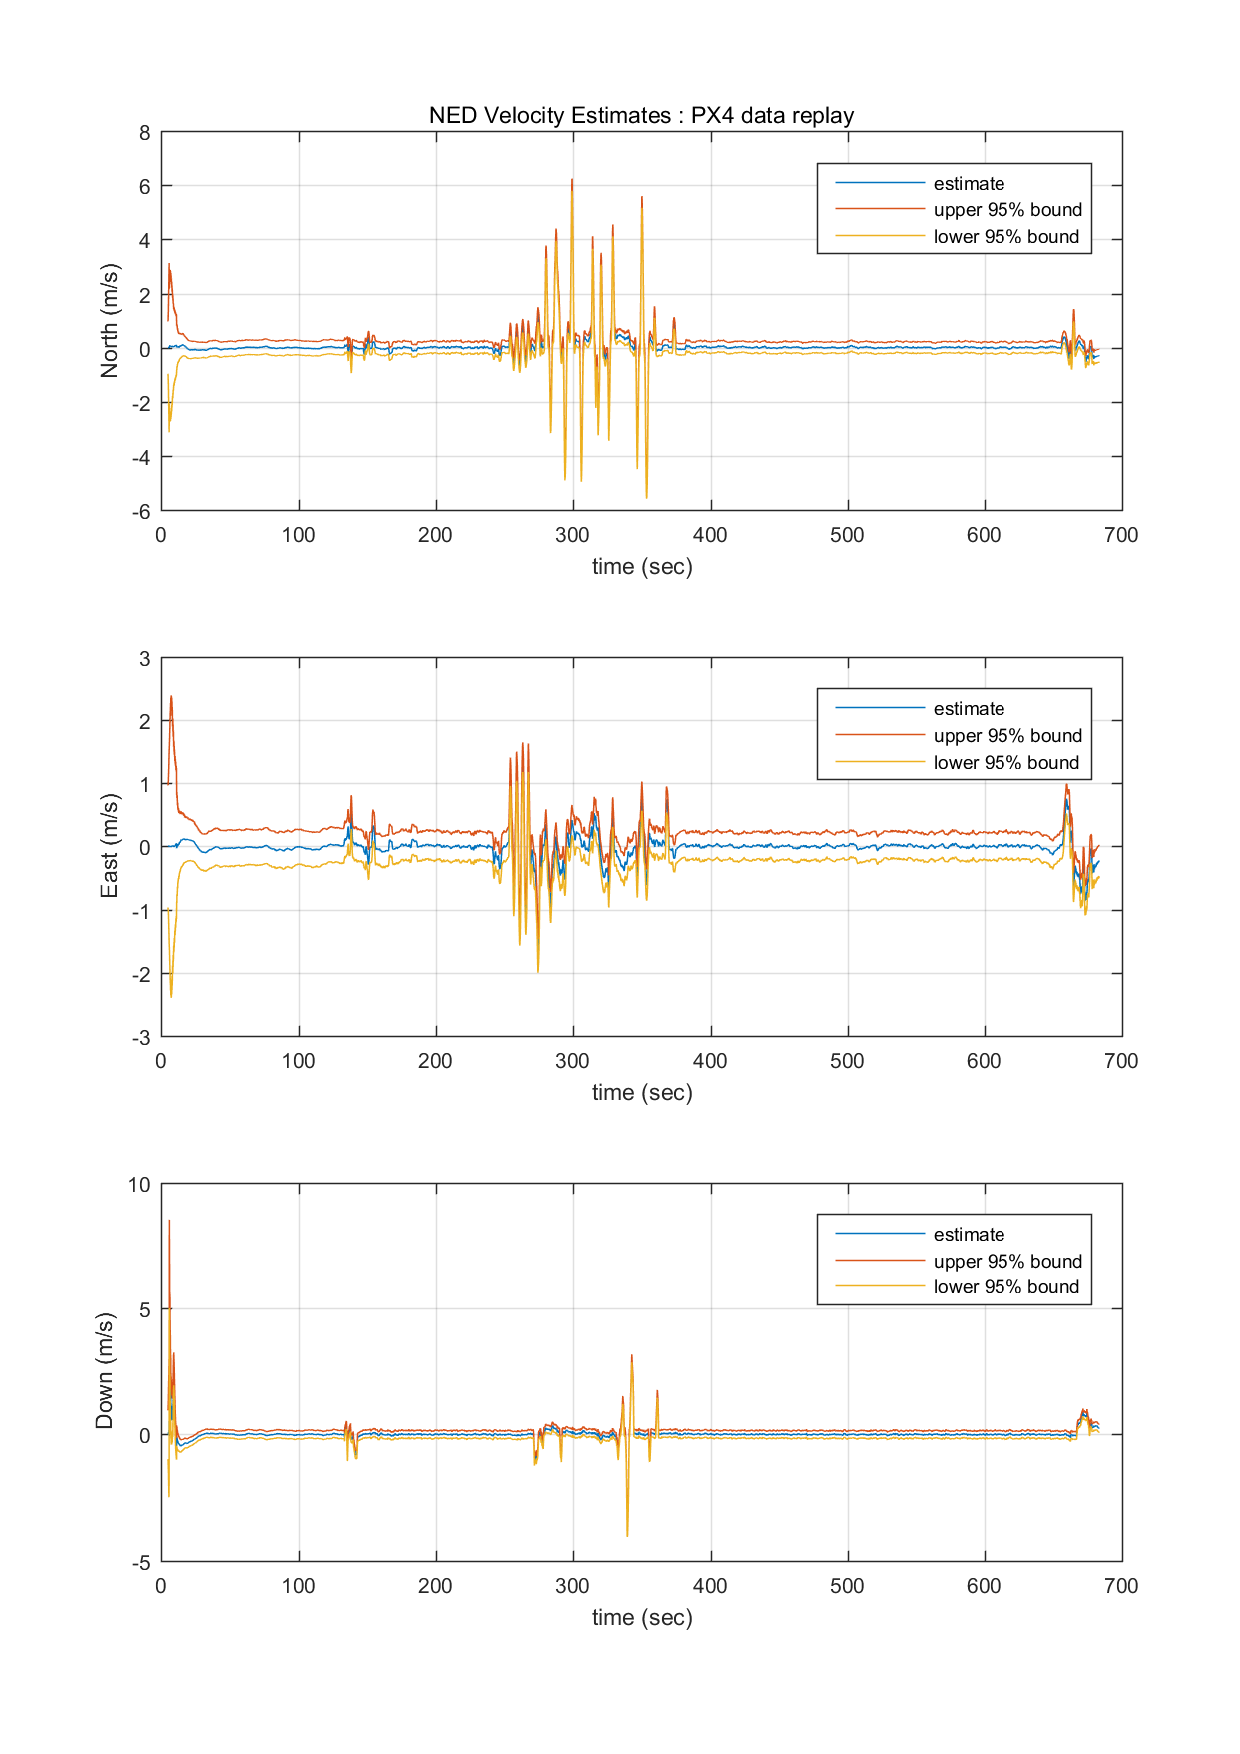 NED Velocity Estimates : PX4 data replay
8
6
4
2
0
-2
-4
-6
North (m/s)
estimate
upper 95% bound
lower 95% bound
0 100 200 300 400 500 600 700
time (sec)
3
2
1
0
-1
-2
-3
East (m/s)
estimate
upper 95% bound
lower 95% bound
0 100 200 300 400 500 600 700
time (sec)
10
5
0
-5
Down (m/s)
estimate
upper 95% bound
lower 95% bound
0 100 200 300 400 500 600 700
time (sec)